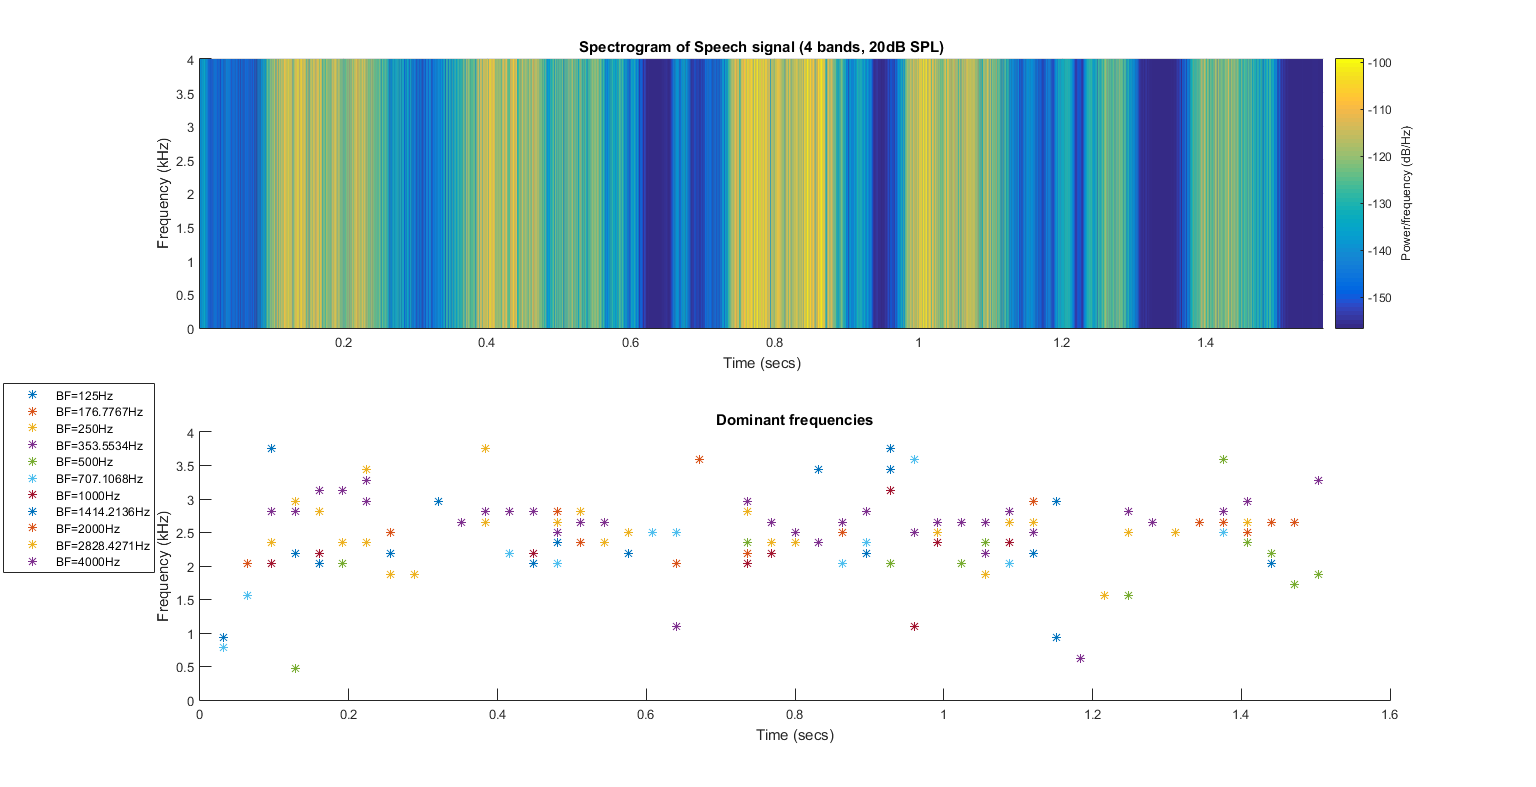 Spectrogram of Speech signal (4 bands, 20dB SPL)
4
3.5
3
2.5
2
1.5
1
0.5
0
Frequency (kHz)
0.2 0.4 0.6 0.8 1 1.2 1.4
Time (secs)
-100
-110
-120
-130
-140
-150
Power/frequency (dB/Hz)
BF=125Hz
BF=176.7767Hz
BF=250Hz
BF=353.5534Hz
BF=500Hz
BF=707.1068Hz
BF=1000Hz
BF=1414.2136Hz
BF=2000Hz
BF=2828.4271Hz
BF=4000Hz
Dominant frequencies
4
3.5
3
2.5
2
1.5
1
0.5
0
Frequency (kHz)
0 0.2 0.4 0.6 0.8 1 1.2 1.4 1.6
Time (secs)